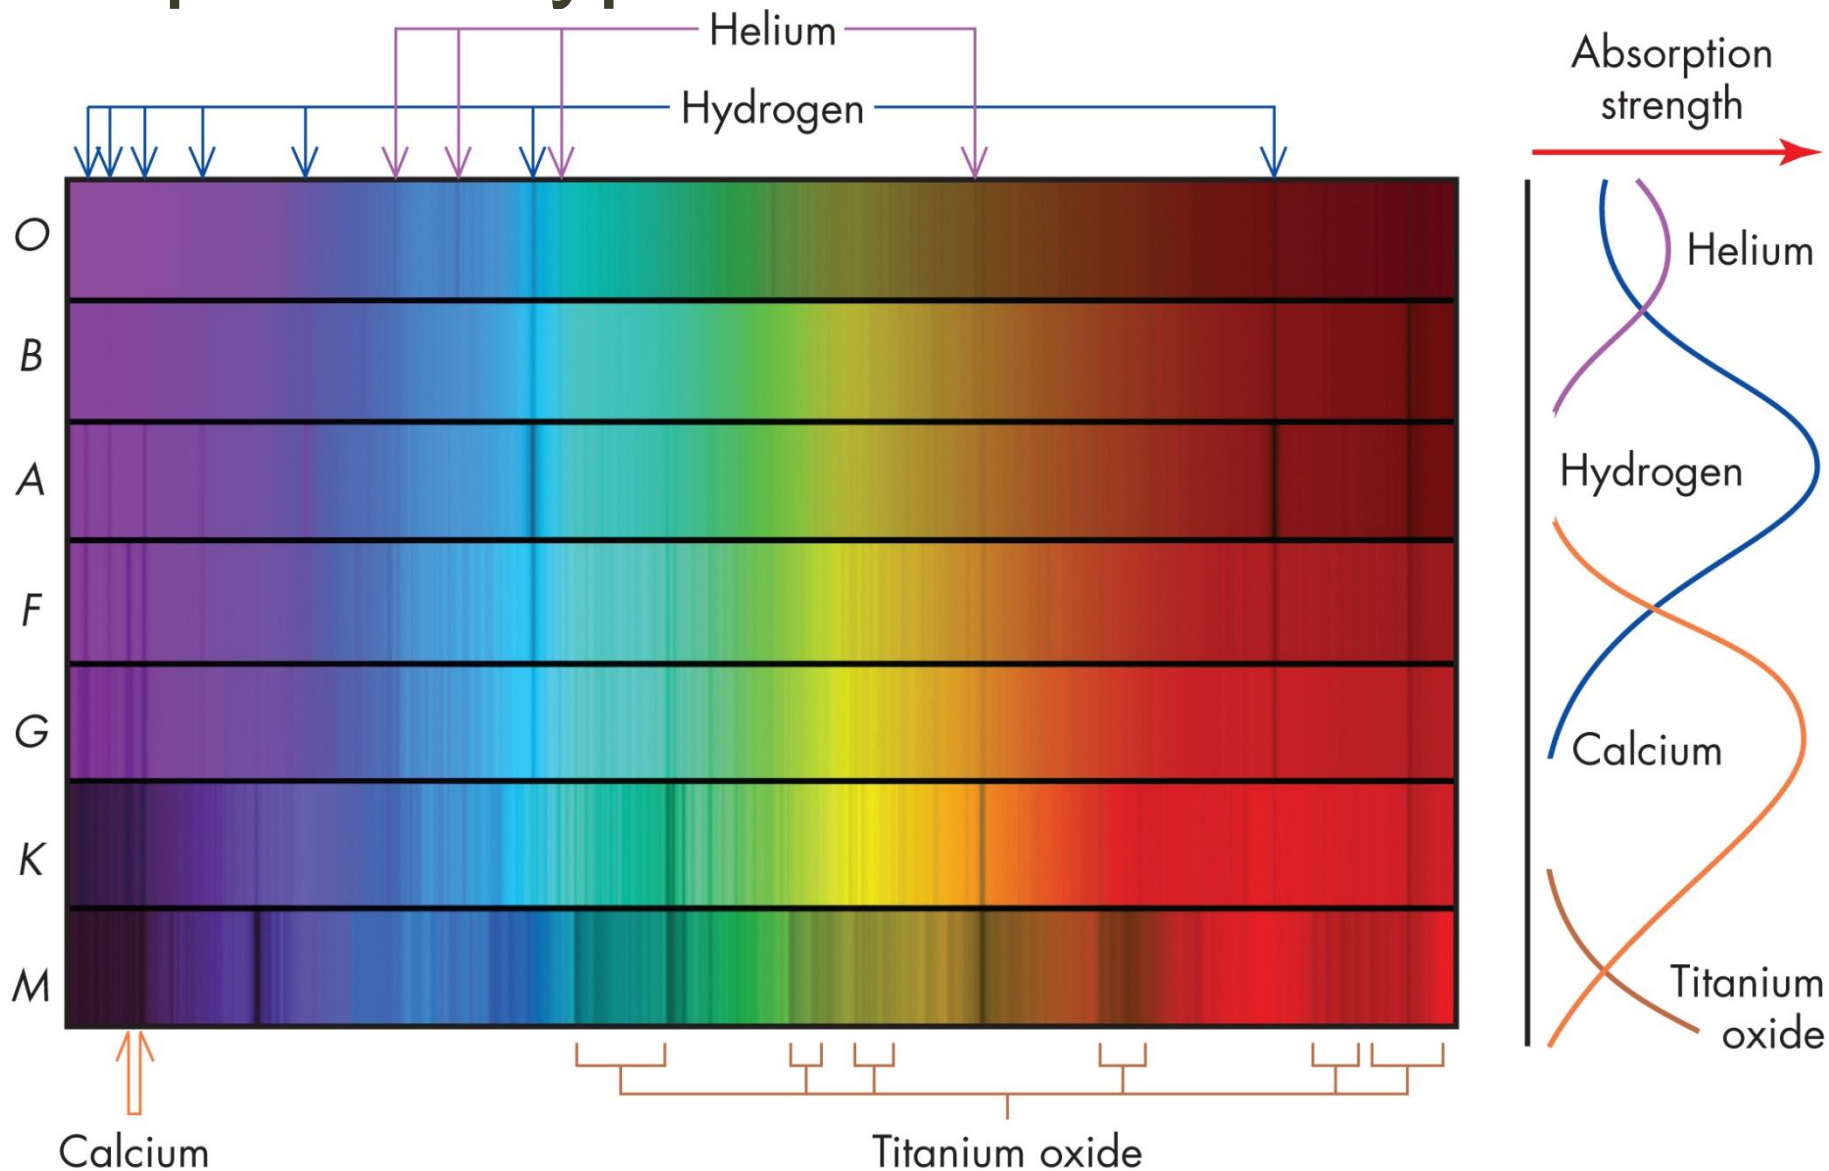 Helium
Hydrogen
Absorption
strength
O
B
A
F
G
K
M
Helium
Hydrogen
Calcium
Titanium
oxide
Calcium
Titanium oxide